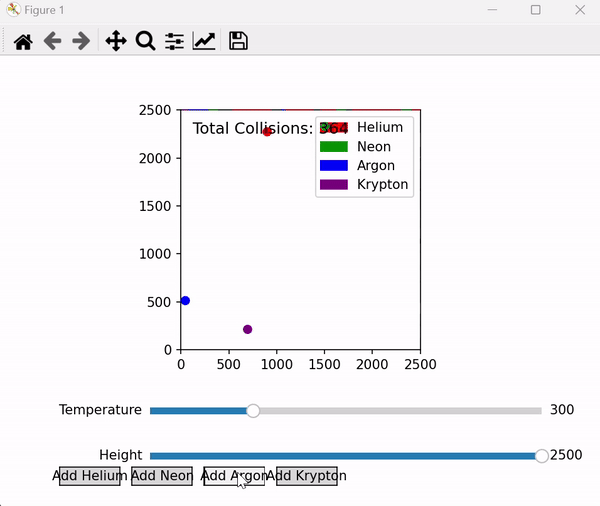 Figure 1
2500
Total Collisions: 364
Helium
2000
Neon
Argon
1500
Krypton
1000
500
0
0 500 1000 1500 2000 2500
Temperature 300
Height 2500
Add Helium Add Neon Add Argon Add Krypton